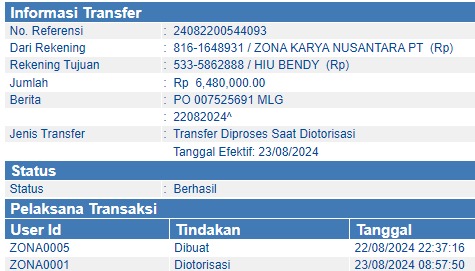 Informasi Transfer
No. Referensi : 24082200544093
Dari Rekening : 816-1648931 / ZONA KARYA NUSANTARA PT (Rp)
Rekening Tujuan : 533-5862888 / HIU BENDY (Rp)
Jumlah : Rp 6,480,000.00
Berita : PO 007525691 MLG
: 22082024^
Jenis Transfer : Transfer Diproses Saat Diotorisasi
Tanggal Efektif: 23/08/2024
Status
Status : Berhasil
Pelaksana Transaksi
User Id Tindakan Tanggal
ZONA0005 Dibuat 22/08/2024 22:37:16
ZONA0001 Diotorisasi 23/08/2024 08:57:50